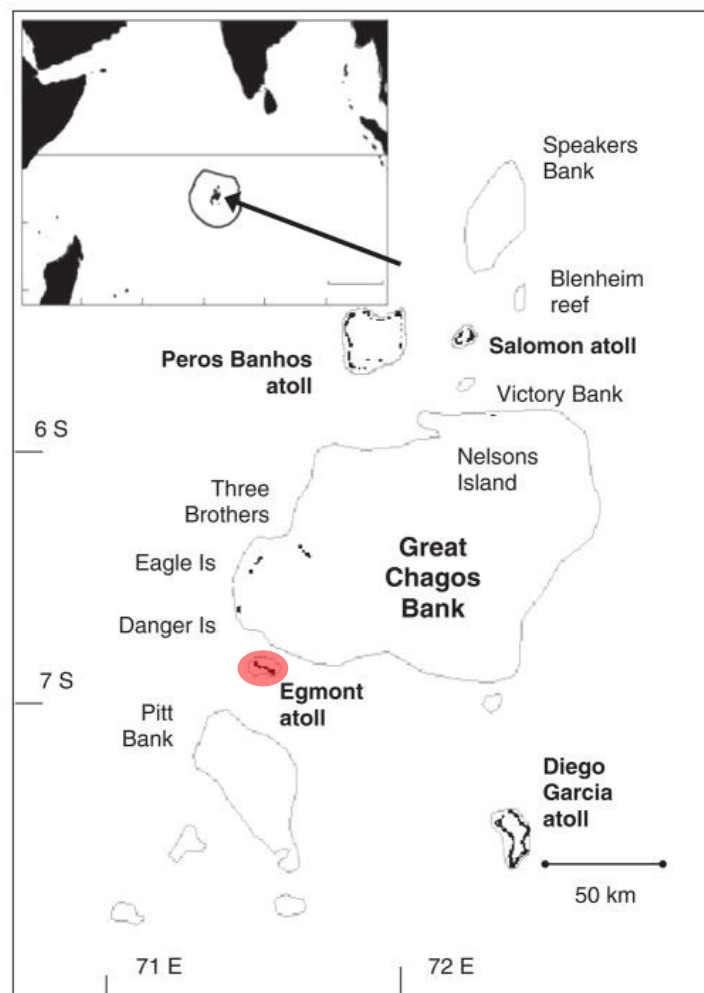 Speakers
Bank
Blenheim
reef
Peros Banhos
atoll
Salomon atoll
Victory Bank
6 S
Nelsons
Island
Three
Brothers
Great
Chagos
Bank
Eagle Is
Danger Is
7 S
Egmont
atoll
Pitt
Bank
Diego
Garcia
atoll
50 km
71 E
72 E